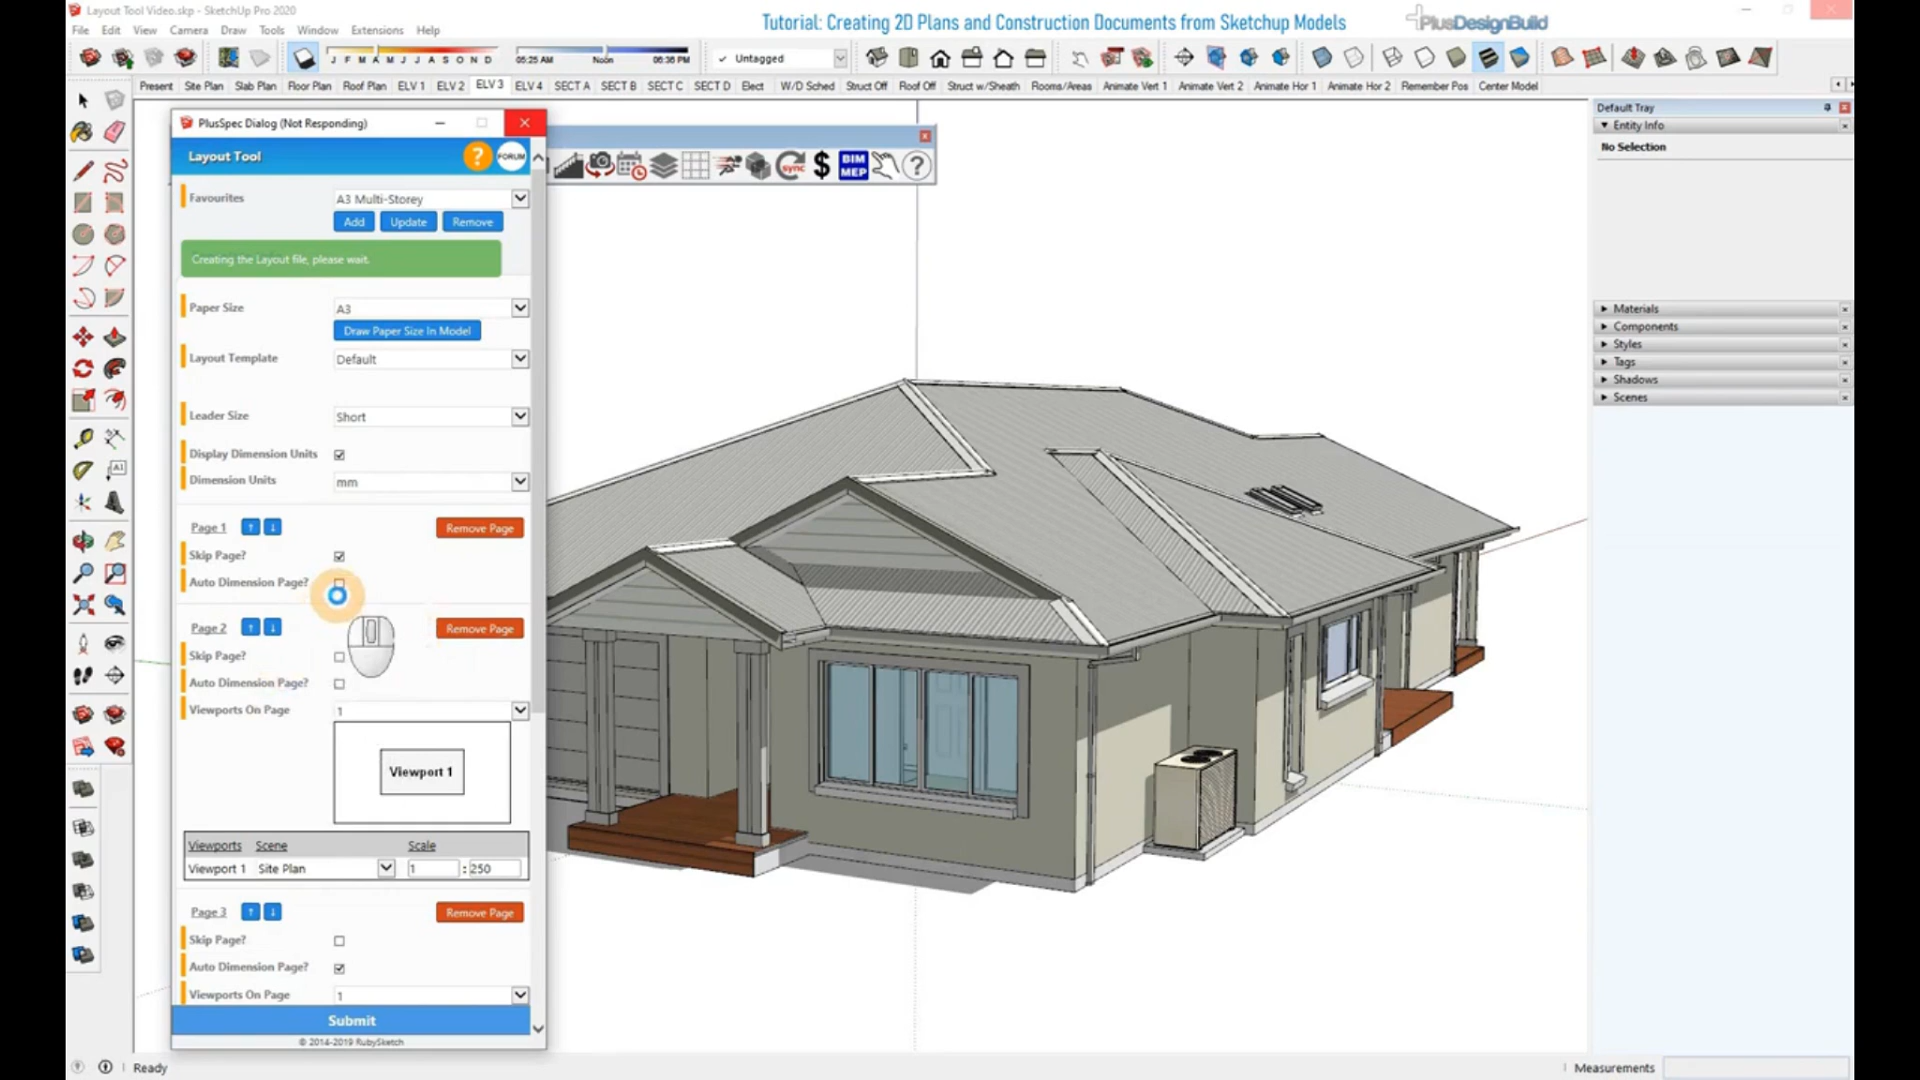 Layout Tool Video.skp - SketchUp Pro 2020
Tutorial: Creating 2D Plans and Construction Documents from Sketchup Models
PlusDesignBuild
File Edit View Camera Draw Tools Window Extensions Help
J F M A M J J A S O N D
05:25 AM Noon 06:36 PM
Untagged
Present Site Plan Slab Plan Floor Plan Roof Plan ELV 1 ELV 2 ELV 3 ELV 4 SECT A SECT B SECT C SECT D Elect W/D Sched Struct Off Roof Off Struct w/Sheath Rooms/Areas Animate Vert 1 Animate Vert 2 Animate Hor 1 Animate Hor 2 Remember Pos Center Model
PlusSpec Dialog (Not Responding)
Layout Tool
? FORUM
sync $ BIM MEP ?
Favourites A3 Multi-Storey
Add Update Remove
Creating the Layout file, please wait.
Paper Size A3
Draw Paper Size In Model
Layout Template Default
Leader Size Short
Display Dimension Units
Dimension Units mm
Page 1 Remove Page
Skip Page?
Auto Dimension Page?
Page 2 Remove Page
Skip Page?
Auto Dimension Page?
Viewports On Page 1
Viewport 1
Viewports Scene Scale
Viewport 1 Site Plan 1 : 250
Page 3 Remove Page
Skip Page?
Auto Dimension Page?
Viewports On Page 1
Submit
© 2014-2019 RubySketch
Default Tray
Entity Info
No Selection
Materials
Components
Styles
Tags
Shadows
Scenes
Ready
Measurements